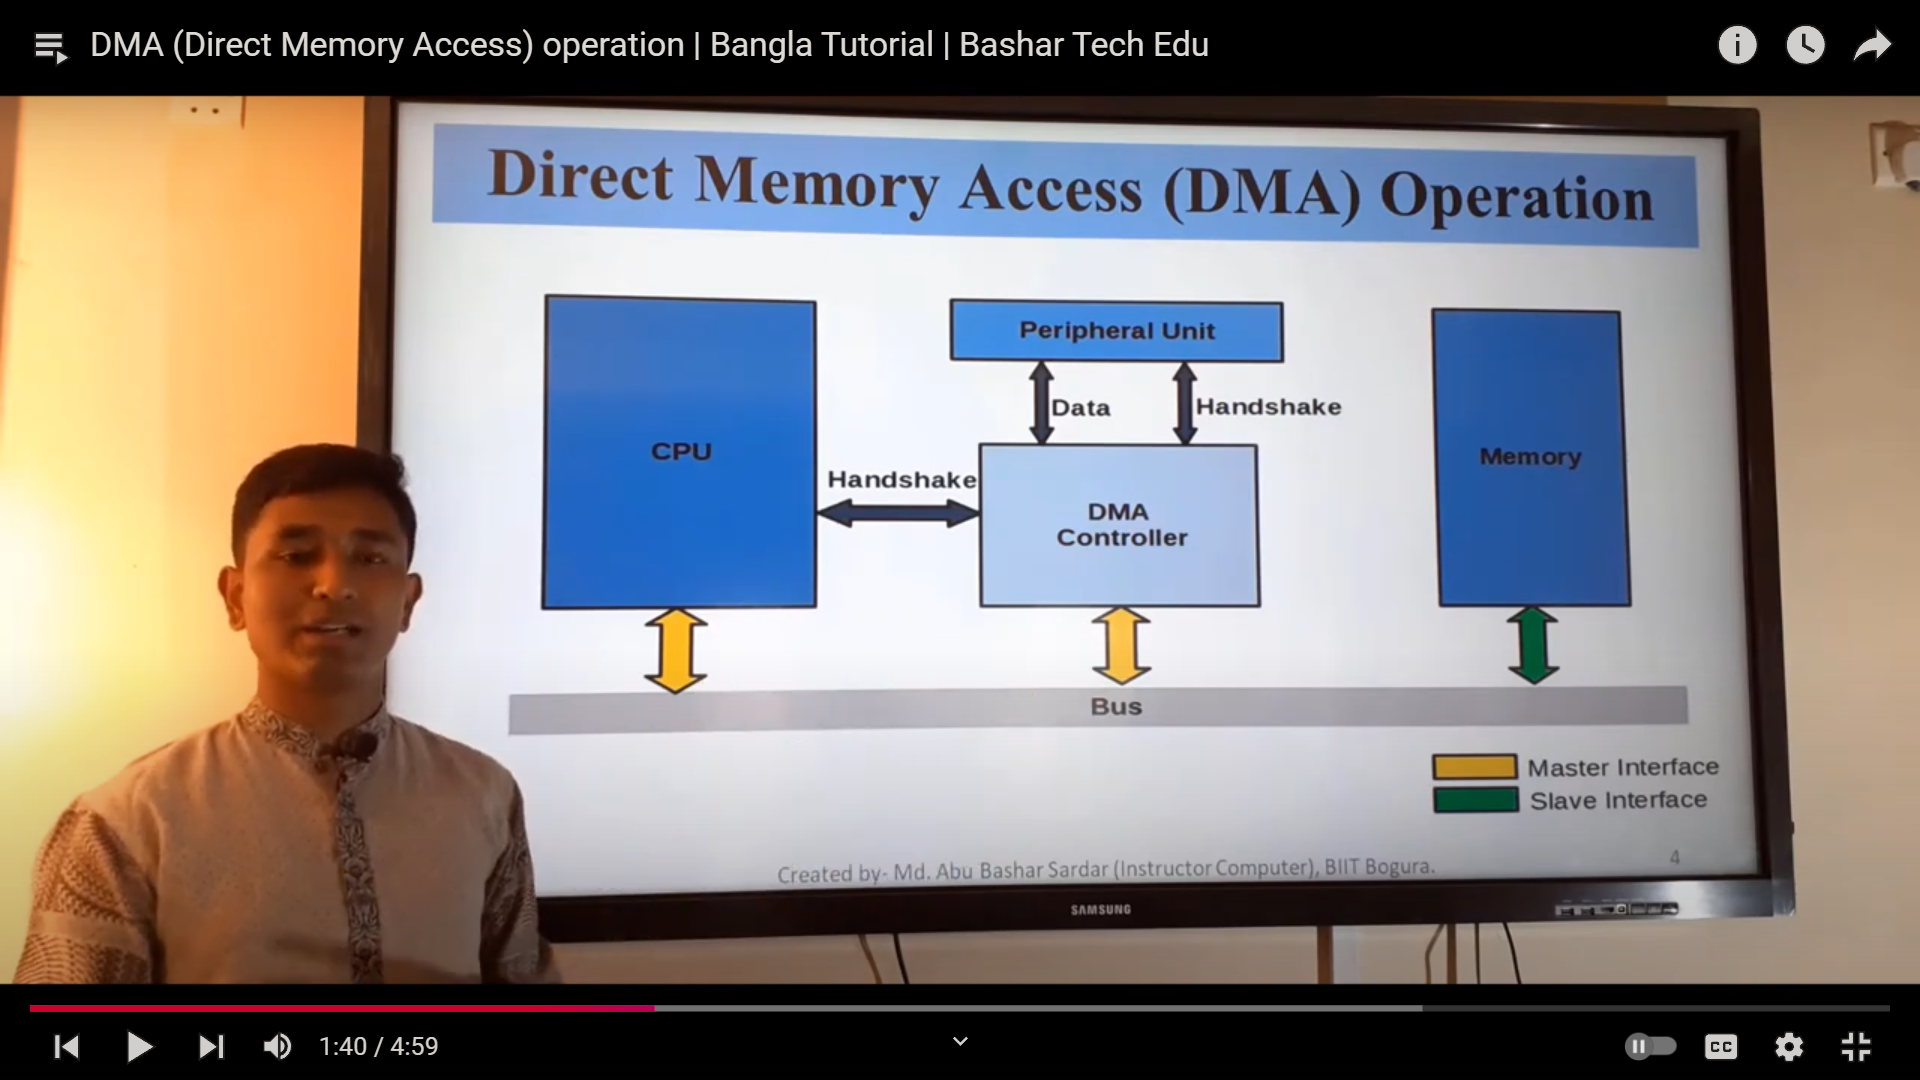 DMA (Direct Memory Access) operation | Bangla Tutorial | Bashar Tech Edu
Direct Memory Access (DMA) Operation
Peripheral Unit
Data
Handshake
CPU
Handshake
DMA
Controller
Memory
Bus
Master Interface
Slave Interface
Created by- Md. Abu Bashar Sardar (Instructor Computer), BIIT Bogura.
4
SAMSUNG
1:40 / 4:59
CC